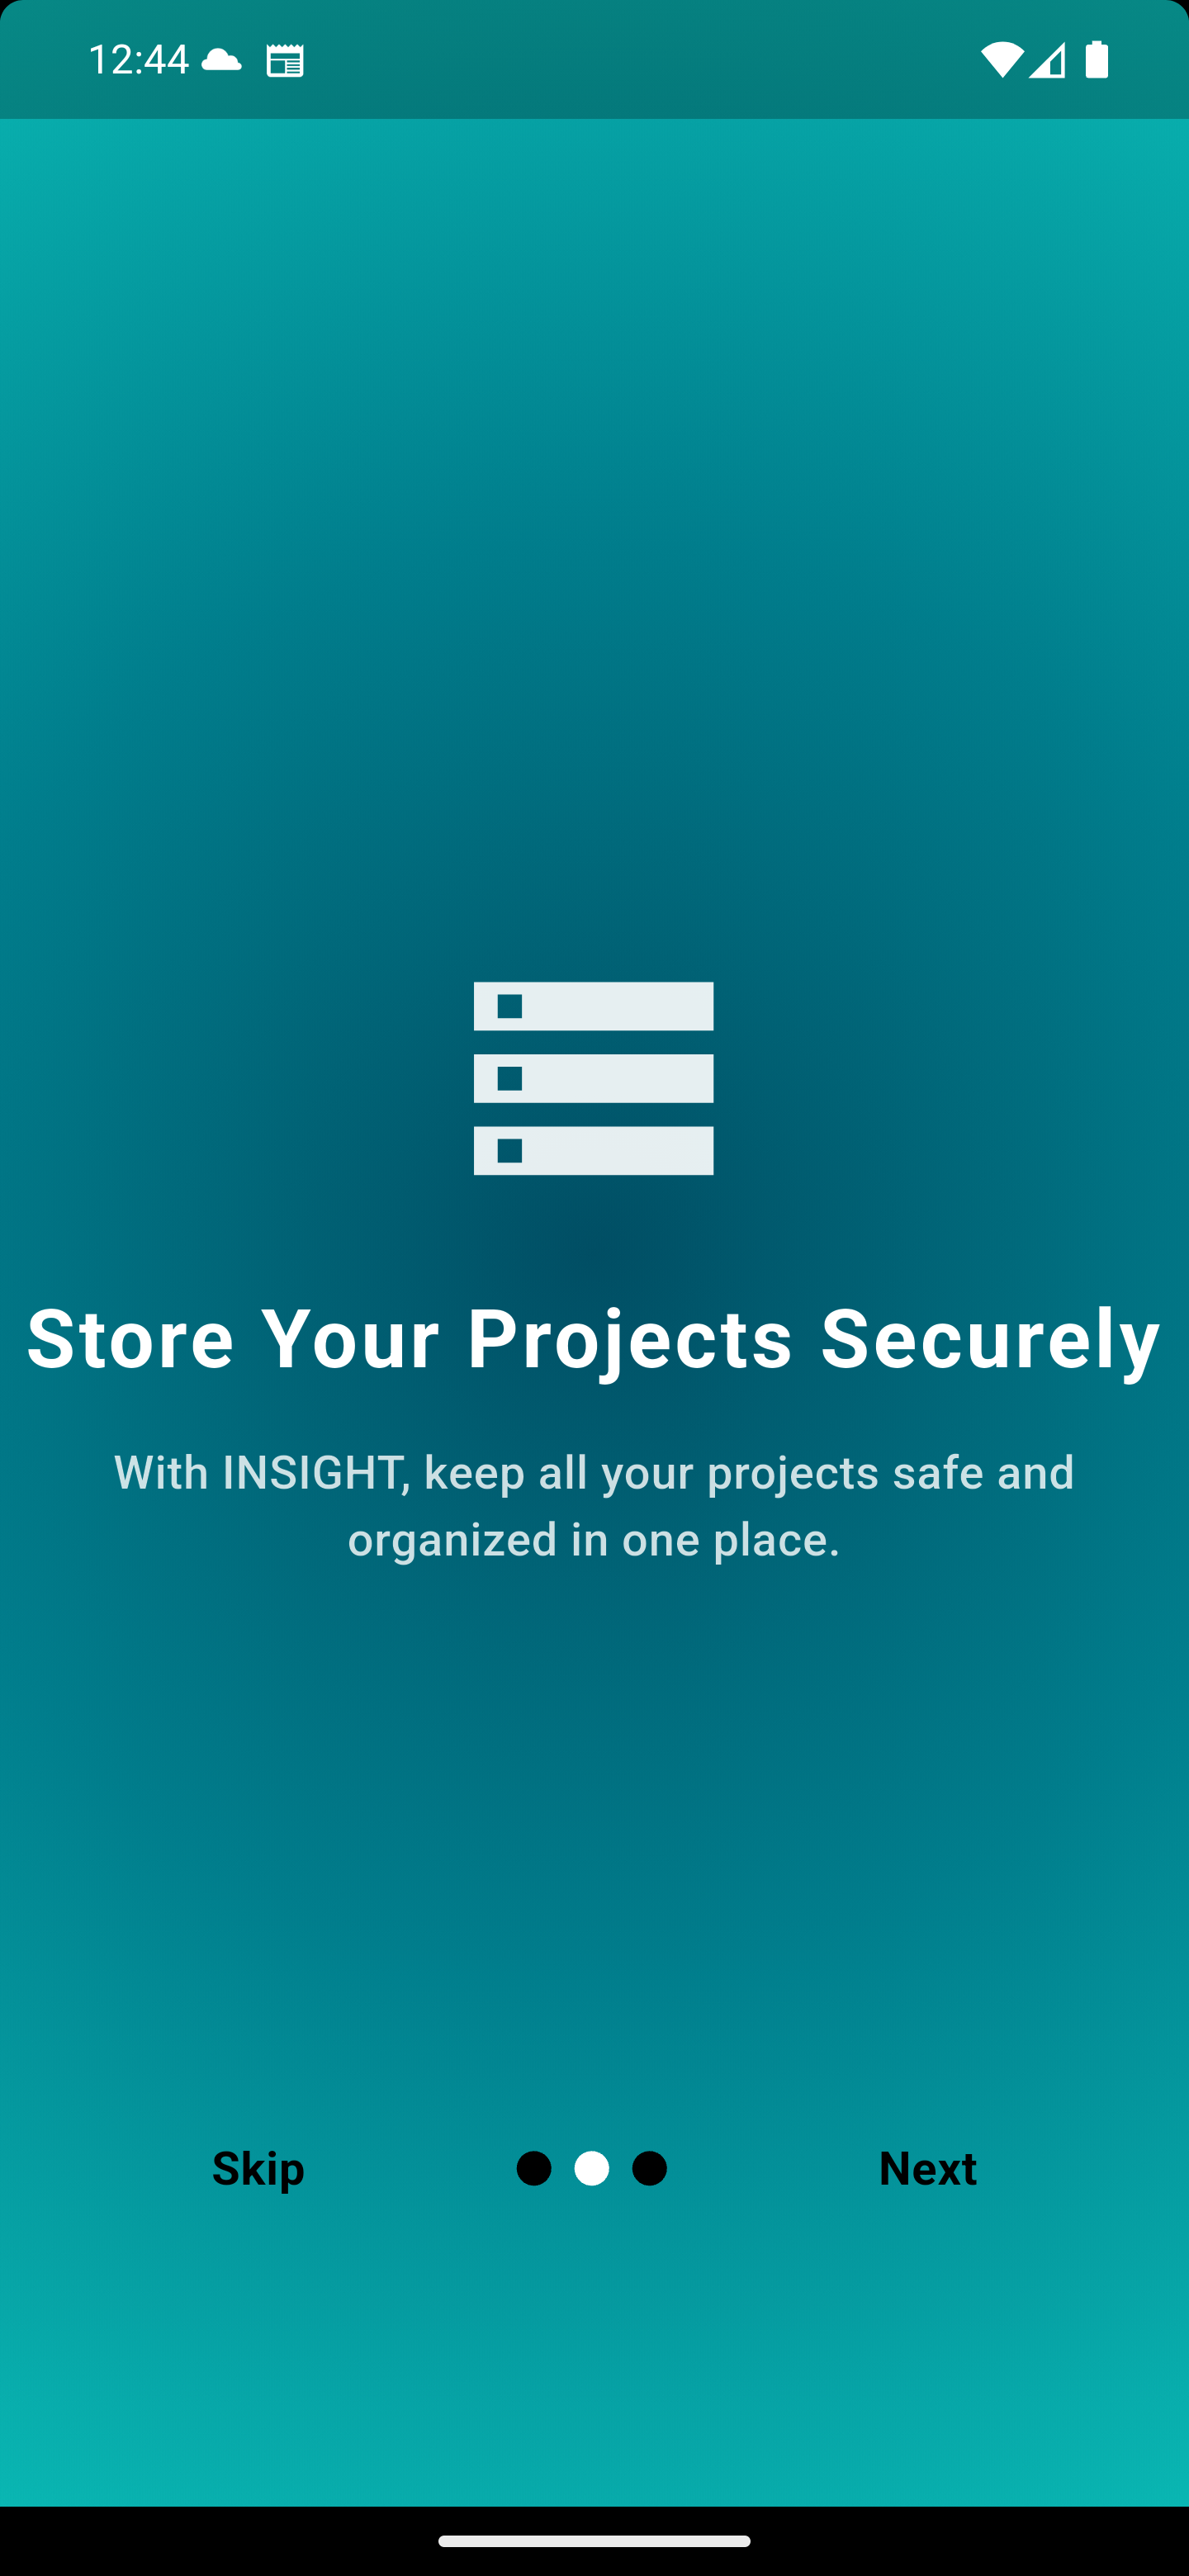 12:44
Store Your Projects Securely
With INSIGHT, keep all your projects safe and
organized in one place.
Skip
Next